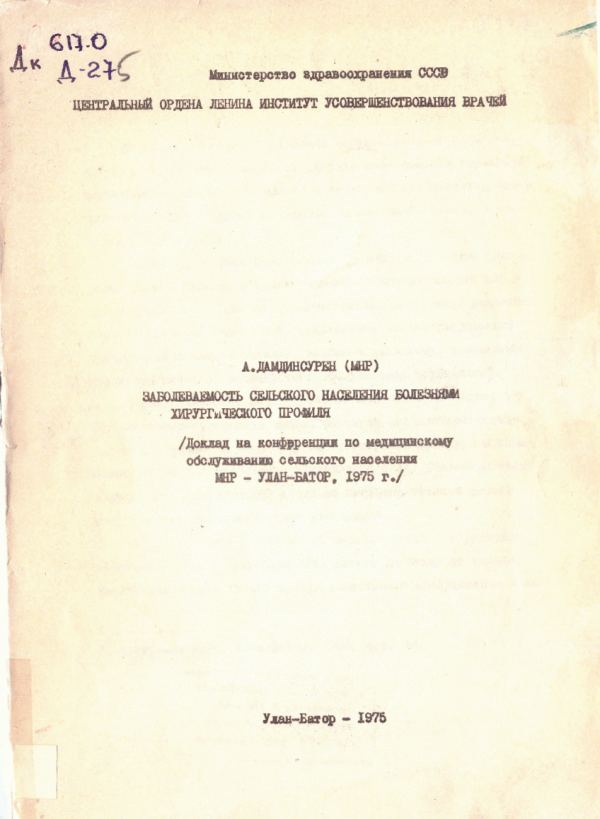 617.0
Дк Д-275
Министерство здравоохранения СССР
ЦЕНТРАЛЬНЫЙ ОРДЕНА ЛЕНИНА ИНСТИТУТ УСОВЕРШЕНСТВОВАНИЯ ВРАЧЕЙ
А.ДАМДИНСУРЕН (МНР)
ЗАБОЛЕВАЕМОСТЬ СЕЛЬСКОГО НАСЕЛЕНИЯ БОЛЕЗНЯМИ
ХИРУРГИЧЕСКОГО ПРОФИЛЯ
/Доклад на конференции по медицинскому
обслуживанию сельского населения
МНР - УЛАН-БАТОР, 1975 г./
Улан-Батор - 1975